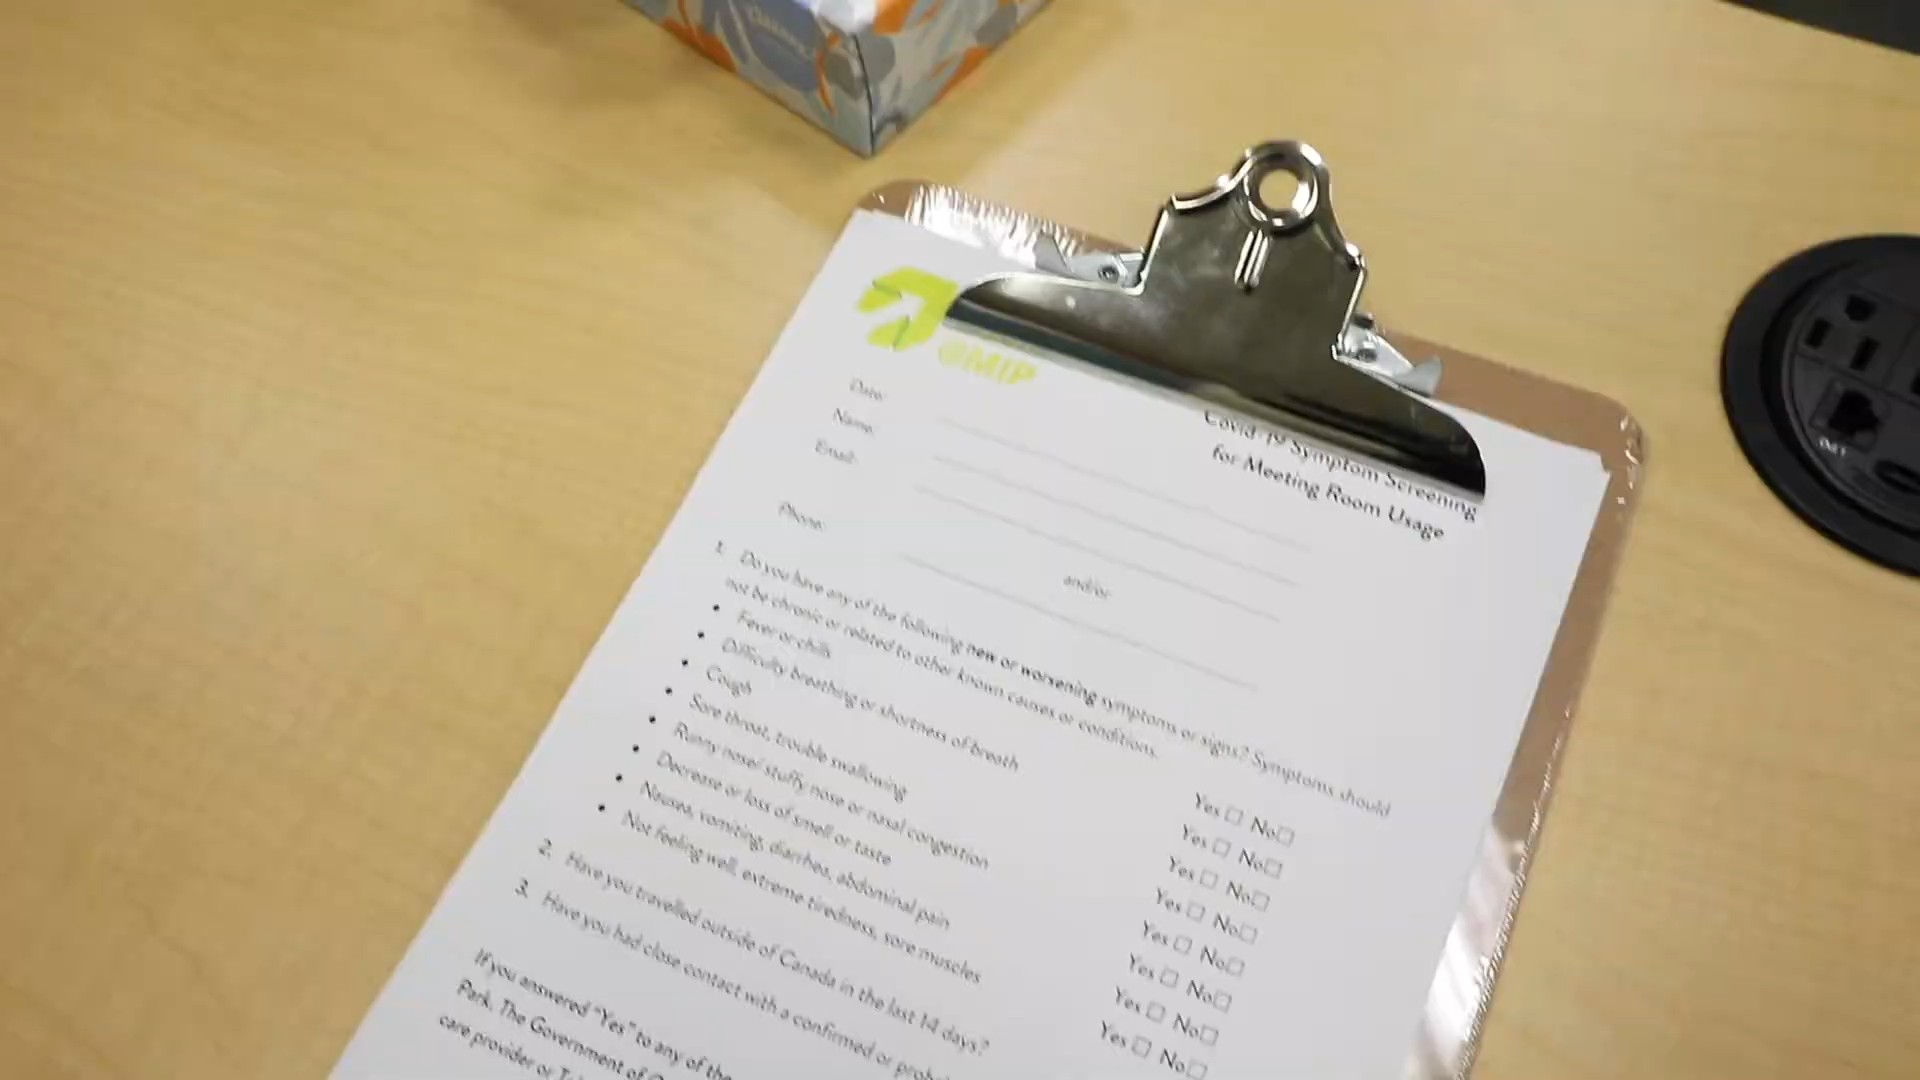 @MIP
Covid-19 Symptom Screening
for Meeting Room Usage
Date:
Name:
Email:
and/or
Phone:
1. Do you have any of the following new or worsening symptoms or signs? Symptoms should
not be chronic or related to other known causes or conditions.
• Fever or chills Yes ☐ No☐
• Difficulty breathing or shortness of breath Yes ☐ No☐
• Cough Yes ☐ No☐
• Sore throat, trouble swallowing Yes ☐ No☐
• Runny nose/ stuffy nose or nasal congestion Yes ☐ No☐
• Decrease or loss of smell or taste Yes ☐ No☐
• Nausea, vomiting, diarrhea, abdominal pain Yes ☐ No☐
• Not feeling well, extreme tiredness, sore muscles Yes ☐ No☐
2. Have you travelled outside of Canada in the last 14 days?
3. Have you had close contact with a confirmed or
If you answered "Yes" to any of the
Park. The Government of
care provider or